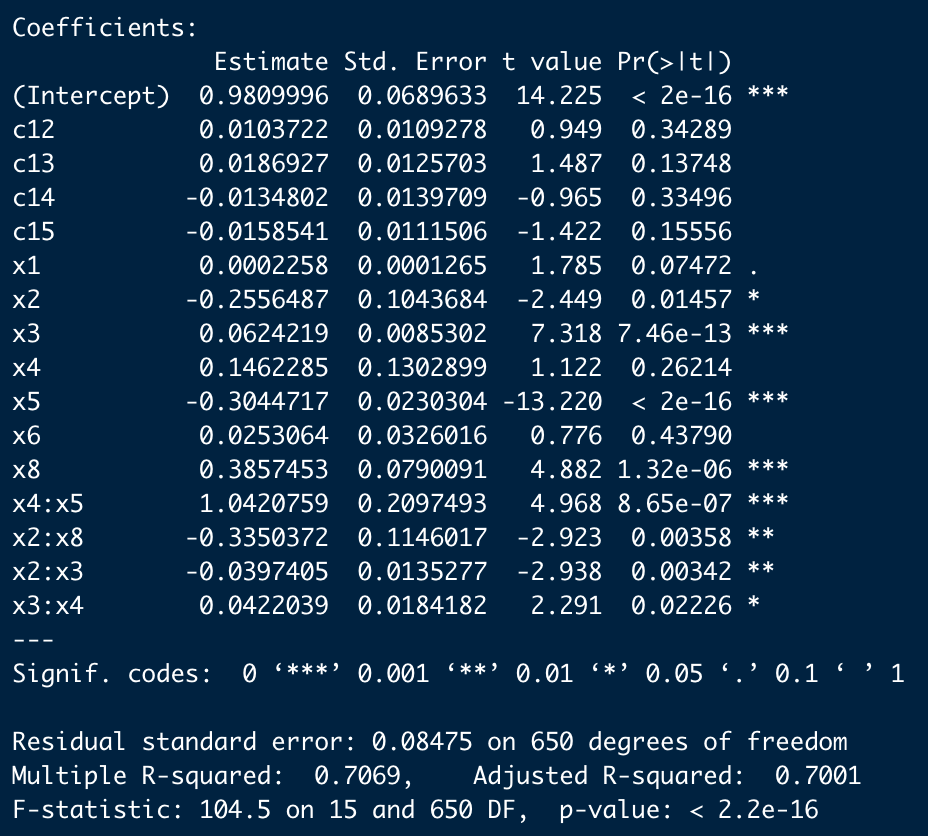 Coefficients:
              Estimate Std. Error t value Pr(>|t|)
(Intercept)  0.9809996  0.0689633  14.225  < 2e-16 ***
c12          0.0103722  0.0109278   0.949  0.34289
c13          0.0186927  0.0125703   1.487  0.13748
c14         -0.0134802  0.0139709  -0.965  0.33496
c15         -0.0158541  0.0111506  -1.422  0.15556
x1           0.0002258  0.0001265   1.785  0.07472 .
x2          -0.2556487  0.1043684  -2.449  0.01457 *
x3           0.0624219  0.0085302   7.318 7.46e-13 ***
x4           0.1462285  0.1302899   1.122  0.26214
x5          -0.3044717  0.0230304 -13.220  < 2e-16 ***
x6           0.0253064  0.0326016   0.776  0.43790
x8           0.3857453  0.0790091   4.882 1.32e-06 ***
x4:x5        1.0420759  0.2097493   4.968 8.65e-07 ***
x2:x8       -0.3350372  0.1146017  -2.923  0.00358 **
x2:x3       -0.0397405  0.0135277  -2.938  0.00342 **
x3:x4        0.0422039  0.0184182   2.291  0.02226 *
---
Signif. codes:  0 ‘***’ 0.001 ‘**’ 0.01 ‘*’ 0.05 ‘.’ 0.1 ‘ ’ 1
Residual standard error: 0.08475 on 650 degrees of freedom
Multiple R-squared:  0.7069,    Adjusted R-squared:  0.7001
F-statistic: 104.5 on 15 and 650 DF,  p-value: < 2.2e-16